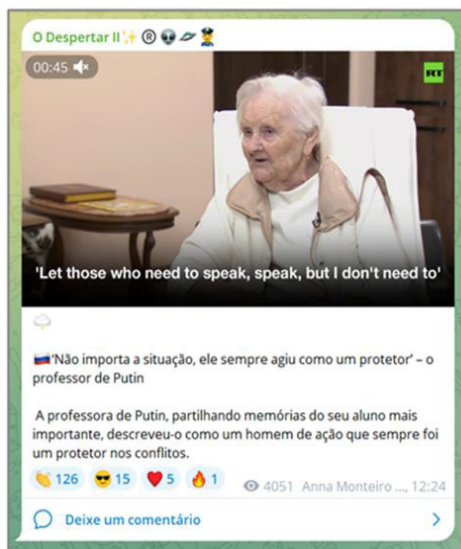 O Despertar II✨ ®👽🛸💂
00:45
RT
'Let those who need to speak, speak, but I don't need to'
🌩
🇷🇺'Não importa a situação, ele sempre agiu como um protetor' – o
professor de Putin
A professora de Putin, partilhando memórias do seu aluno mais
importante, descreveu-o como um homem de ação que sempre foi
um protetor nos conflitos.
👏 126 😎 15 ❤ 5 🔥 1 4051 Anna Monteiro ..., 12:24
Deixe um comentário